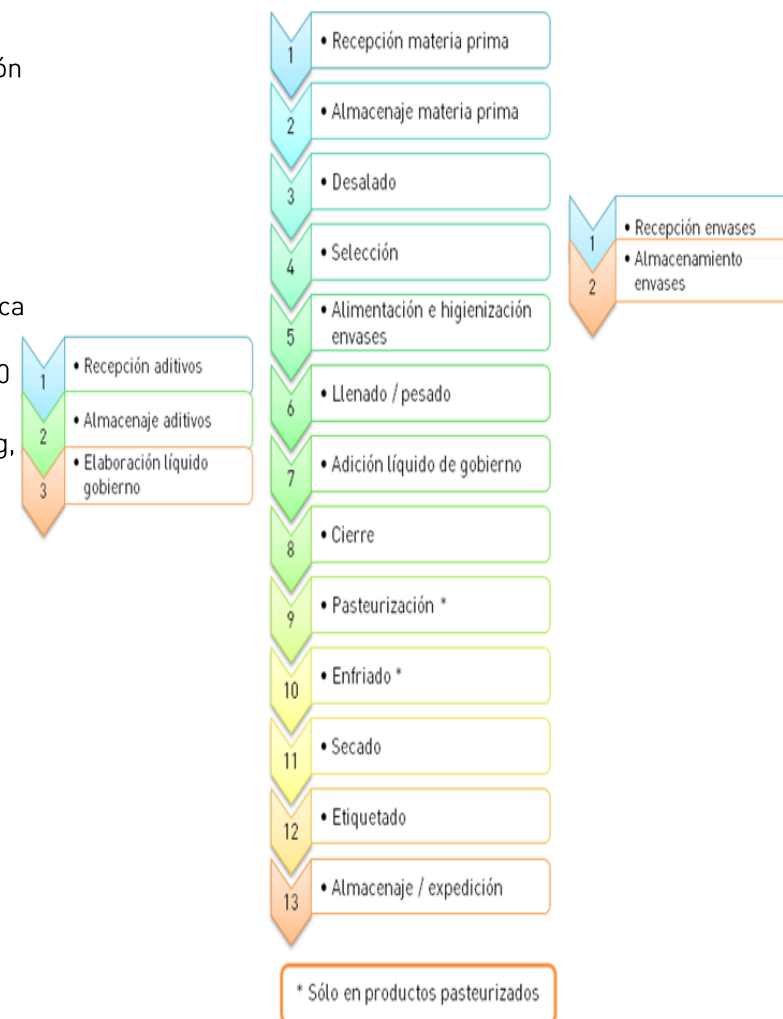 ón
ca
0
g,
1
• Recepción aditivos
2
• Almacenaje aditivos
3
• Elaboración líquido
gobierno
1
• Recepción materia prima
2
• Almacenaje materia prima
3
• Desalado
4
• Selección
5
• Alimentación e higienización
envases
6
• Llenado / pesado
7
• Adición líquido de gobierno
8
• Cierre
9
• Pasteurización *
10
• Enfriado *
11
• Secado
12
• Etiquetado
13
• Almacenaje / expedición
1
• Recepción envases
2
• Almacenamiento
envases
* Sólo en productos pasteurizados